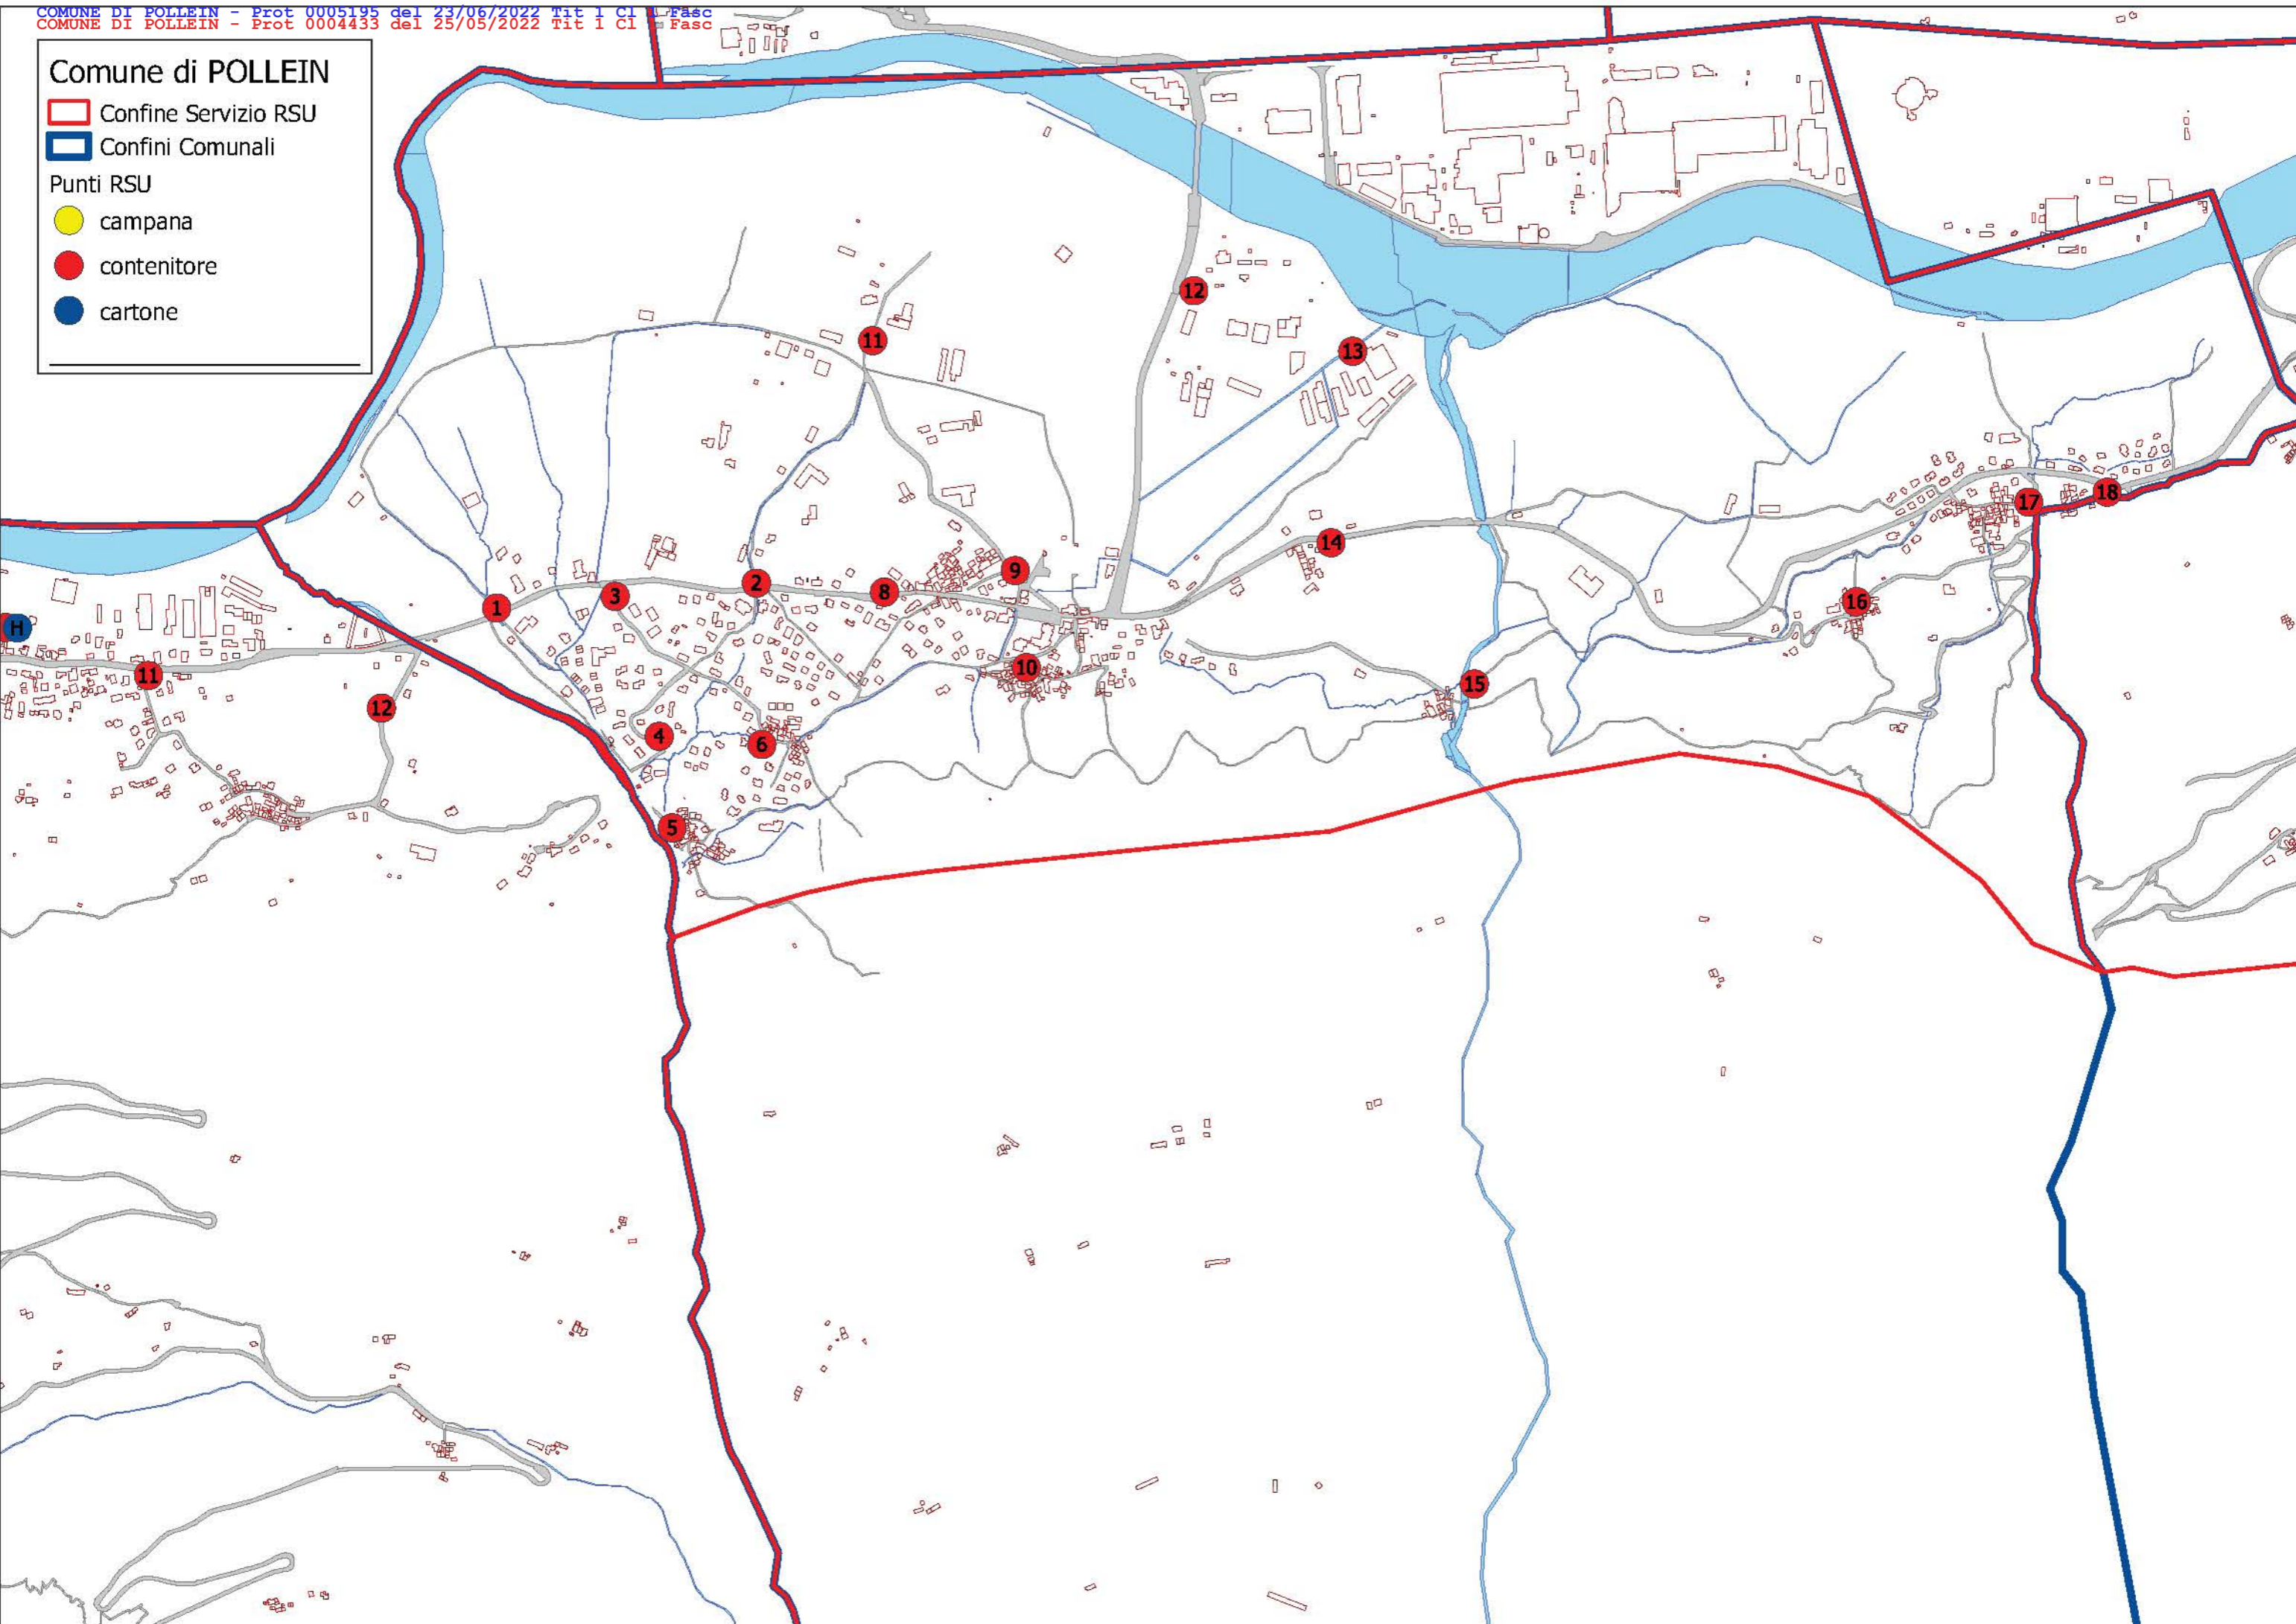 COMUNE DI POLLEIN - Prot 0005195 del 23/06/2022 Tit 1 Cl Fasc
COMUNE DI POLLEIN - Prot 0004433 del 25/05/2022 Tit 1 Cl Fasc
Comune di POLLEIN
Confine Servizio RSU
Confini Comunali
Punti RSU
campana
contenitore
cartone
12
11
13
17
18
14
9
2
8
3
16
1
H
10
11
15
12
4
6
5